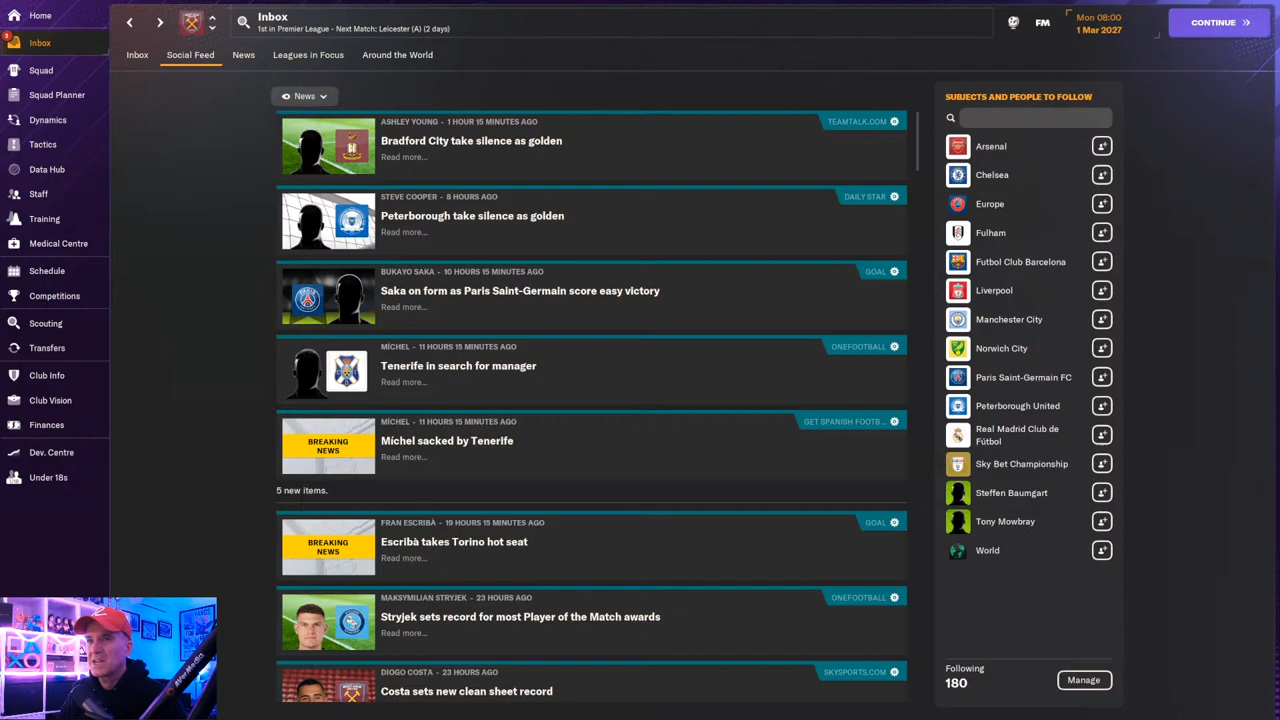 Home
3
Inbox
Squad
Squad Planner
Dynamics
Tactics
Data Hub
Staff
Training
Medical Centre
Schedule
Competitions
Scouting
Transfers
Club Info
Club Vision
Finances
Dev. Centre
Under 18s
Inbox
1st in Premier League - Next Match: Leicester (A) (2 days)
FM
Mon 08:00
1 Mar 2027
CONTINUE
Inbox
Social Feed
News
Leagues in Focus
Around the World
News
ASHLEY YOUNG - 1 HOUR 15 MINUTES AGO
TEAMTALK.COM
Bradford City take silence as golden
Read more...
STEVE COOPER - 8 HOURS AGO
DAILY STAR
Peterborough take silence as golden
Read more...
BUKAYO SAKA - 10 HOURS 15 MINUTES AGO
GOAL
Saka on form as Paris Saint-Germain score easy victory
Read more...
MÍCHEL - 11 HOURS 15 MINUTES AGO
ONEFOOTBALL
Tenerife in search for manager
Read more...
MÍCHEL - 11 HOURS 15 MINUTES AGO
GET SPANISH FOOTB...
BREAKING
NEWS
Míchel sacked by Tenerife
Read more...
5 new items.
FRAN ESCRIBÀ - 19 HOURS 15 MINUTES AGO
GOAL
BREAKING
NEWS
Escribà takes Torino hot seat
Read more...
MAKSYMILIAN STRYJEK - 23 HOURS AGO
ONEFOOTBALL
Stryjek sets record for most Player of the Match awards
Read more...
DIOGO COSTA - 23 HOURS AGO
SKYSPORTS.COM
Costa sets new clean sheet record
SUBJECTS AND PEOPLE TO FOLLOW
Arsenal
Chelsea
Europe
Fulham
Futbol Club Barcelona
Liverpool
Manchester City
Norwich City
Paris Saint-Germain FC
Peterborough United
Real Madrid Club de
Fútbol
Sky Bet Championship
Steffen Baumgart
Tony Mowbray
World
Following
180
Manage